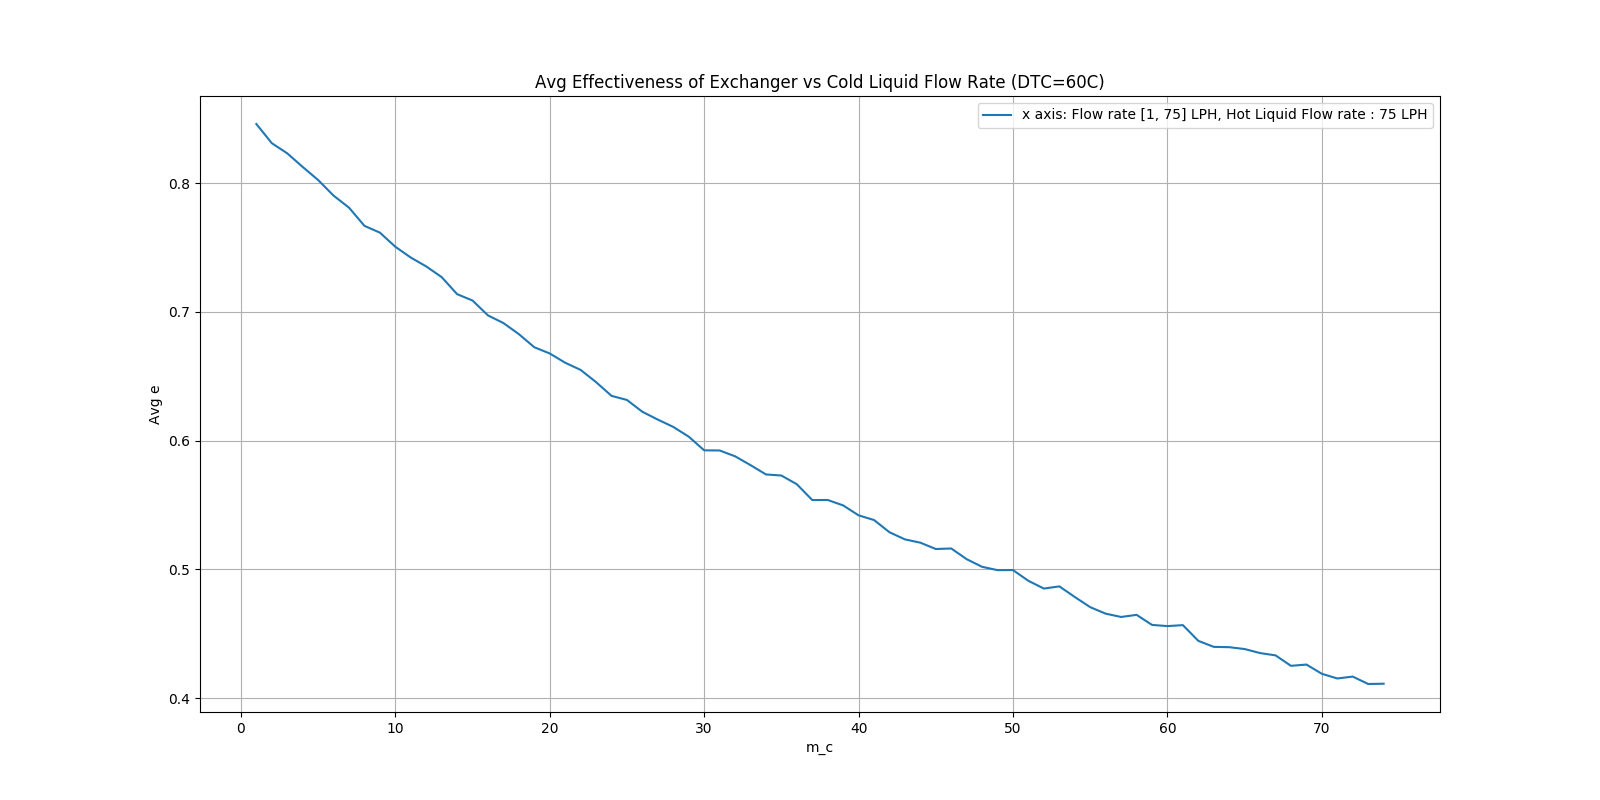 Avg Effectiveness of Exchanger vs Cold Liquid Flow Rate (DTC=60C)
x axis: Flow rate [1, 75] LPH, Hot Liquid Flow rate : 75 LPH
Avg e
0.8
0.7
0.6
0.5
0.4
0 10 20 30 40 50 60 70
m_c